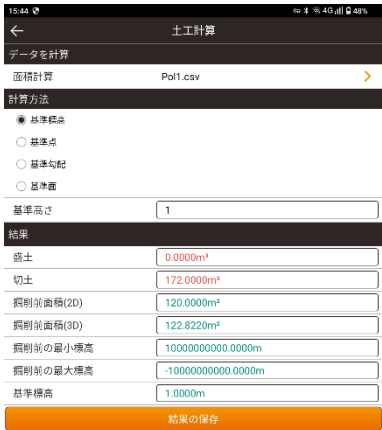 15:44 4G 48%
土工計算
データを計算
面積計算 Pol1.csv
計算方法
基準標高
基準点
基準勾配
基準面
基準高さ 1
結果
盛土 0.0000m³
切土 172.0000m³
掘削前面積(2D) 120.0000m²
掘削前面積(3D) 122.8220m²
掘削前の最小標高 10000000000.0000m
掘削前の最大標高 -10000000000.0000m
基準標高 1.0000m
結果の保存